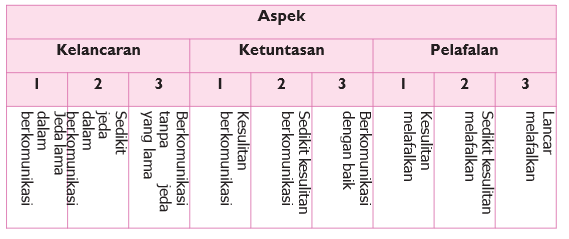 Aspek
Kelancaran Ketuntasan Pelafalan
1 2 3 1 2 3 1 2 3
Jeda lama
dalam
berkomunikasi
Sedikit
jeda
dalam
berkomunikasi
Berkomunikasi
tanpa jeda
yang lama
Kesulitan
berkomunikasi
Sedikit kesulitan
berkomunikasi
Berkomunikasi
dengan baik
Kesulitan
melafalkan
Sedikit kesulitan
melafalkan
Lancar
melafalkan